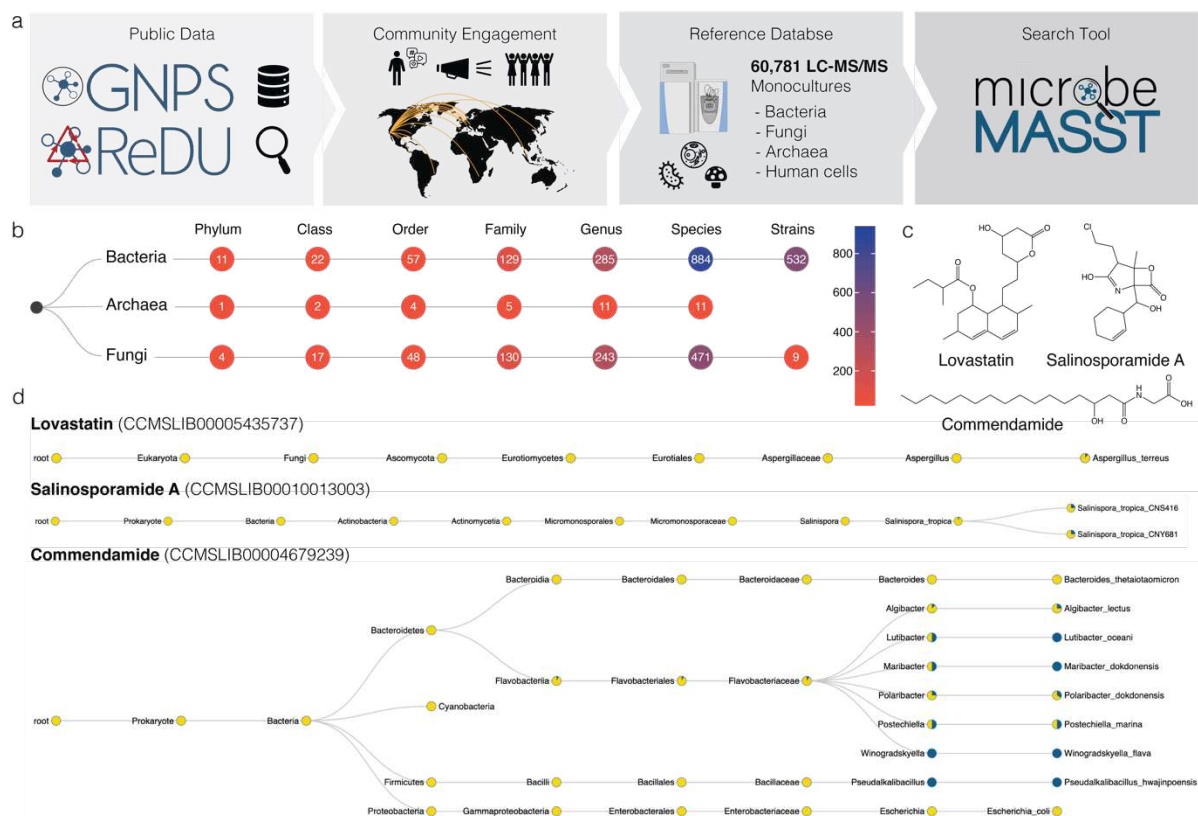 a
Public Data
GNPS
ReDU
Community Engagement
Reference Databse
60,781 LC-MS/MS
Monocultures
- Bacteria
- Fungi
- Archaea
- Human cells
Search Tool
microbe
MASST
b
Phylum Class Order Family Genus Species Strains
Bacteria 11 22 57 129 285 884 532
Archaea 1 2 4 5 11 11
Fungi 4 17 48 130 243 471 9
800
600
400
200
c
HO O O O O
Lovastatin
Cl HO N O O OH
Salinosporamide A
OH O N H O OH
Commendamide
d
Lovastatin (CCMSLIB00005435737)
root Eukaryota Fungi Ascomycota Eurotiomycetes Eurotiales Aspergillaceae Aspergillus Aspergillus_terreus
Salinosporamide A (CCMSLIB00010013003)
root Prokaryote Bacteria Actinobacteria Actinomycetia Micromonosporales Micromonosporaceae Salinispora Salinispora_tropica
Salinispora_tropica_CNS416
Salinispora_tropica_CNY681
Commendamide (CCMSLIB00004679239)
Bacteroidia Bacteroidales Bacteroidaceae Bacteroides Bacteroides_thetaiotaomicron
Algibacter Algibacter_lectus
Bacteroidetes
Lutibacter Lutibacter_oceani
Maribacter Maribacter_dokdonensis
Flavobacteriia Flavobacteriales Flavobacteriaceae Polaribacter Polaribacter_dokdonensis
Cyanobacteria
root Prokaryote Bacteria
Postechiella Postechiella_marina
Winogradskyella Winogradskyella_flava
Firmicutes Bacilli Bacillales Bacillaceae Pseudalkalibacillus Pseudalkalibacillus_hwajinpoensis
Proteobacteria Gammaproteobacteria Enterobacterales Enterobacteriaceae Escherichia Escherichia_coli